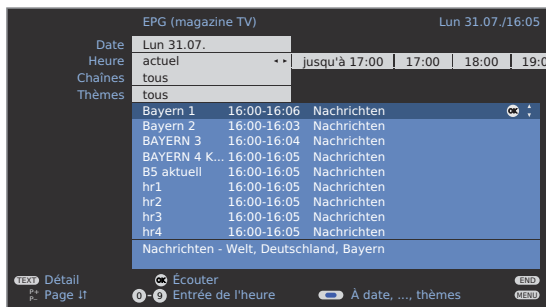 EPG (magazine TV) Lun 31.07./16:05
Date Lun 31.07.
Heure actuel jusqu'à 17:00 17:00 18:00 19:0
Chaînes tous
Thèmes tous
Bayern 1 16:00-16:06 Nachrichten OK
Bayern 2 16:00-16:03 Nachrichten
BAYERN 3 16:00-16:04 Nachrichten
BAYERN 4 K... 16:00-16:05 Nachrichten
B5 aktuell 16:00-16:05 Nachrichten
hr1 16:00-16:05 Nachrichten
hr2 16:00-16:05 Nachrichten
hr3 16:00-16:05 Nachrichten
hr4 16:00-16:05 Nachrichten
Nachrichten - Welt, Deutschland, Bayern
TEXT Détail OK Écouter END
P+ P- Page 0-9 Entrée de l'heure À date, ..., thèmes MENU